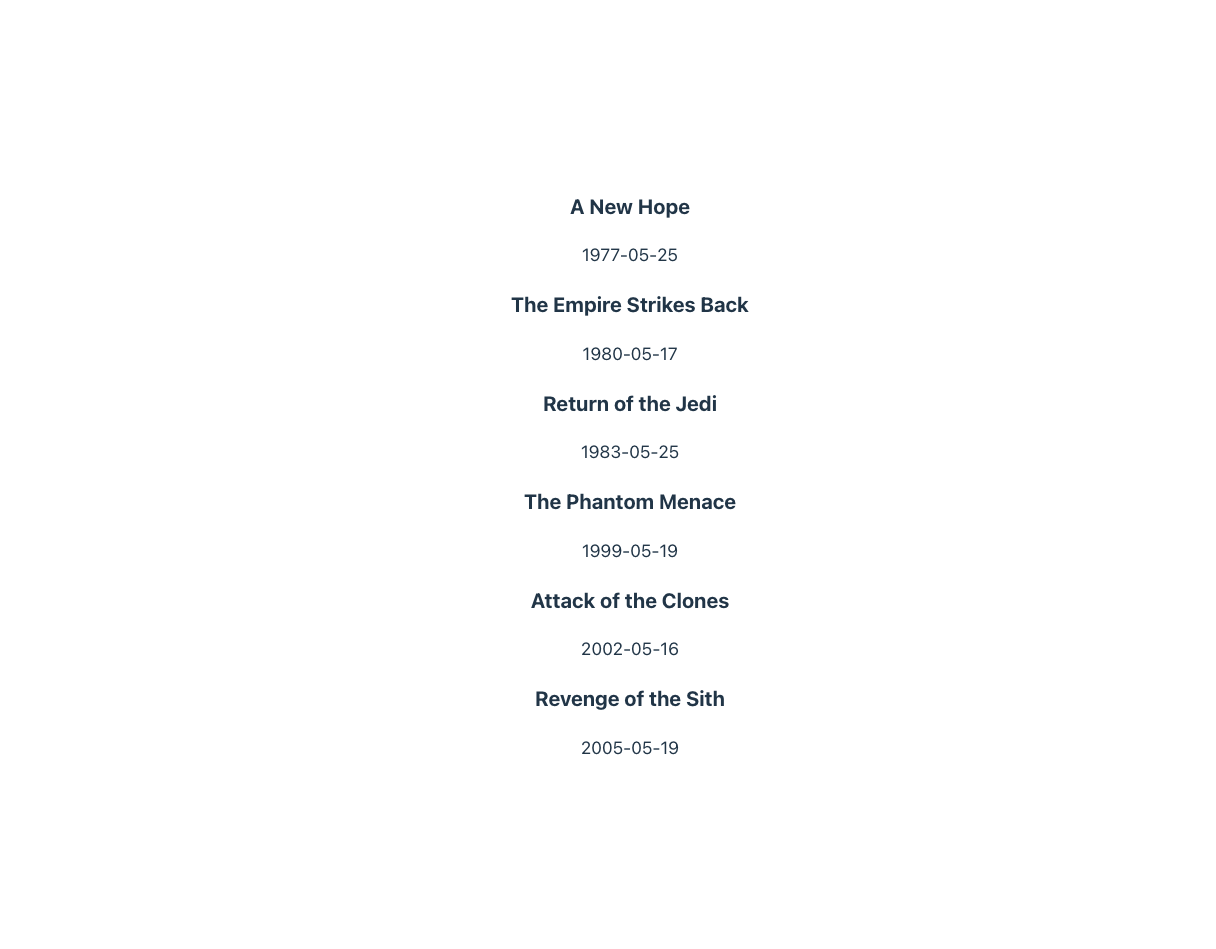 A New Hope
1977-05-25
The Empire Strikes Back
1980-05-17
Return of the Jedi
1983-05-25
The Phantom Menace
1999-05-19
Attack of the Clones
2002-05-16
Revenge of the Sith
2005-05-19